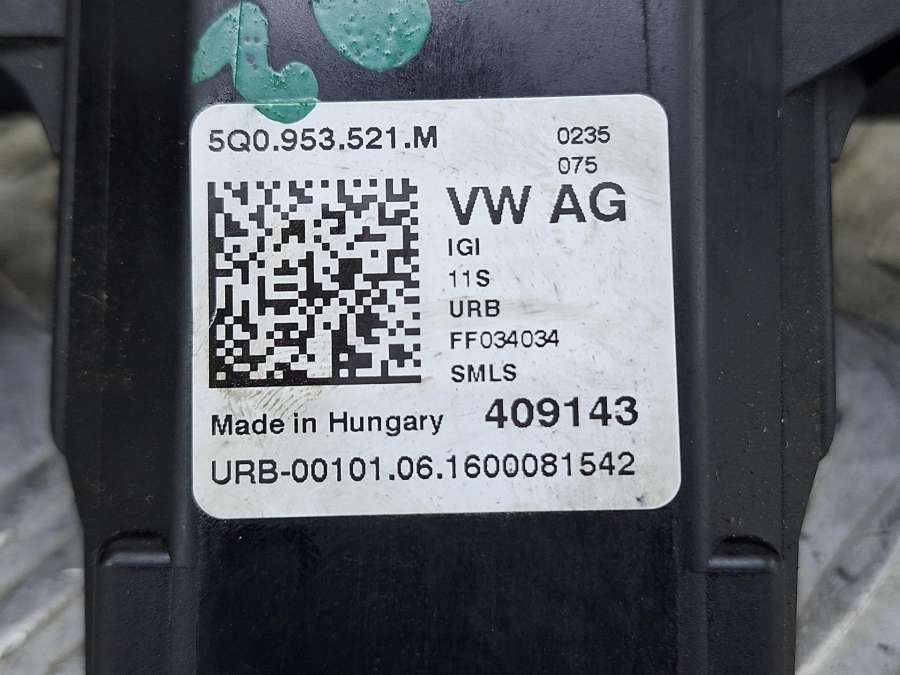 5Q0.953.521.M
0235
075
VW AG
IGI
11S
URB
FF034034
SMLS
Made in Hungary 409143
URB-00101.06.1600081542